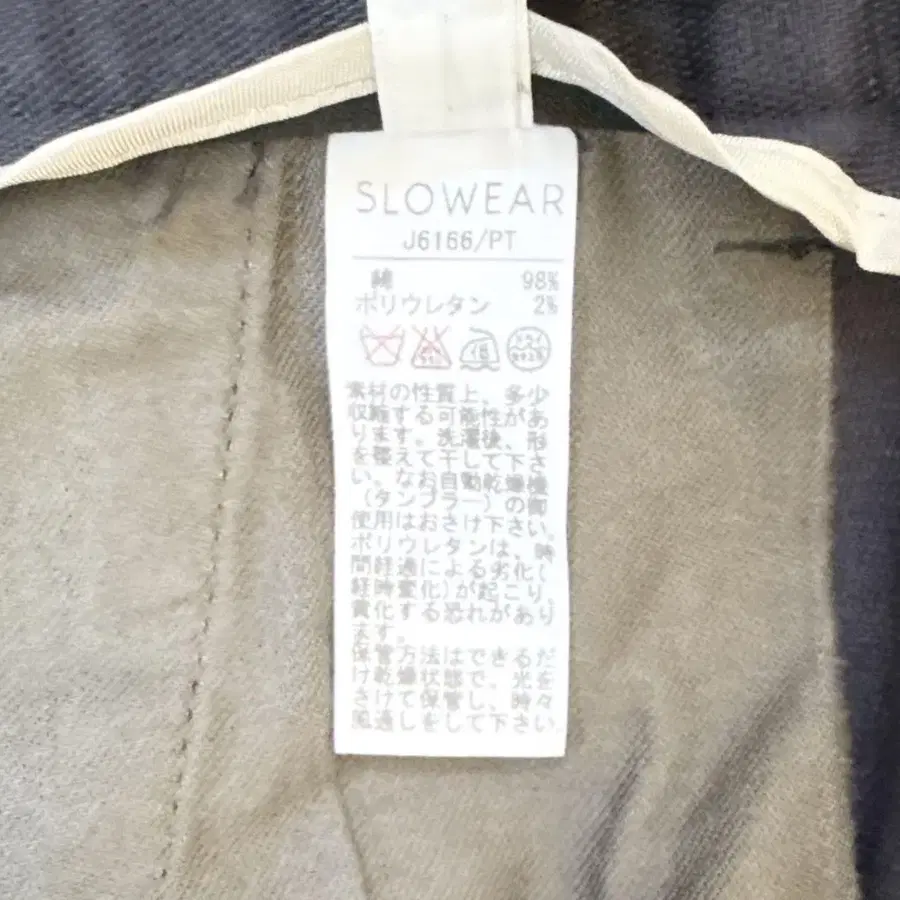 SLOWEAR
J6166/PT
綿 98%
ポリウレタン 2%
低
素材の性質上、多少
収縮する可能性があ
ります。洗濯後、形
を整えて干して下さ
い。なお自動乾燥機
(タンブラー)の御
使用はおさけ下さい。
ポリウレタンは、時
間経過による劣化(
経時変化)が起こり、
黄化する恐れがあり
ます。
保管方法はできるだ
け乾燥状態で、光を
さけて保管し、時々
風通しをして下さい